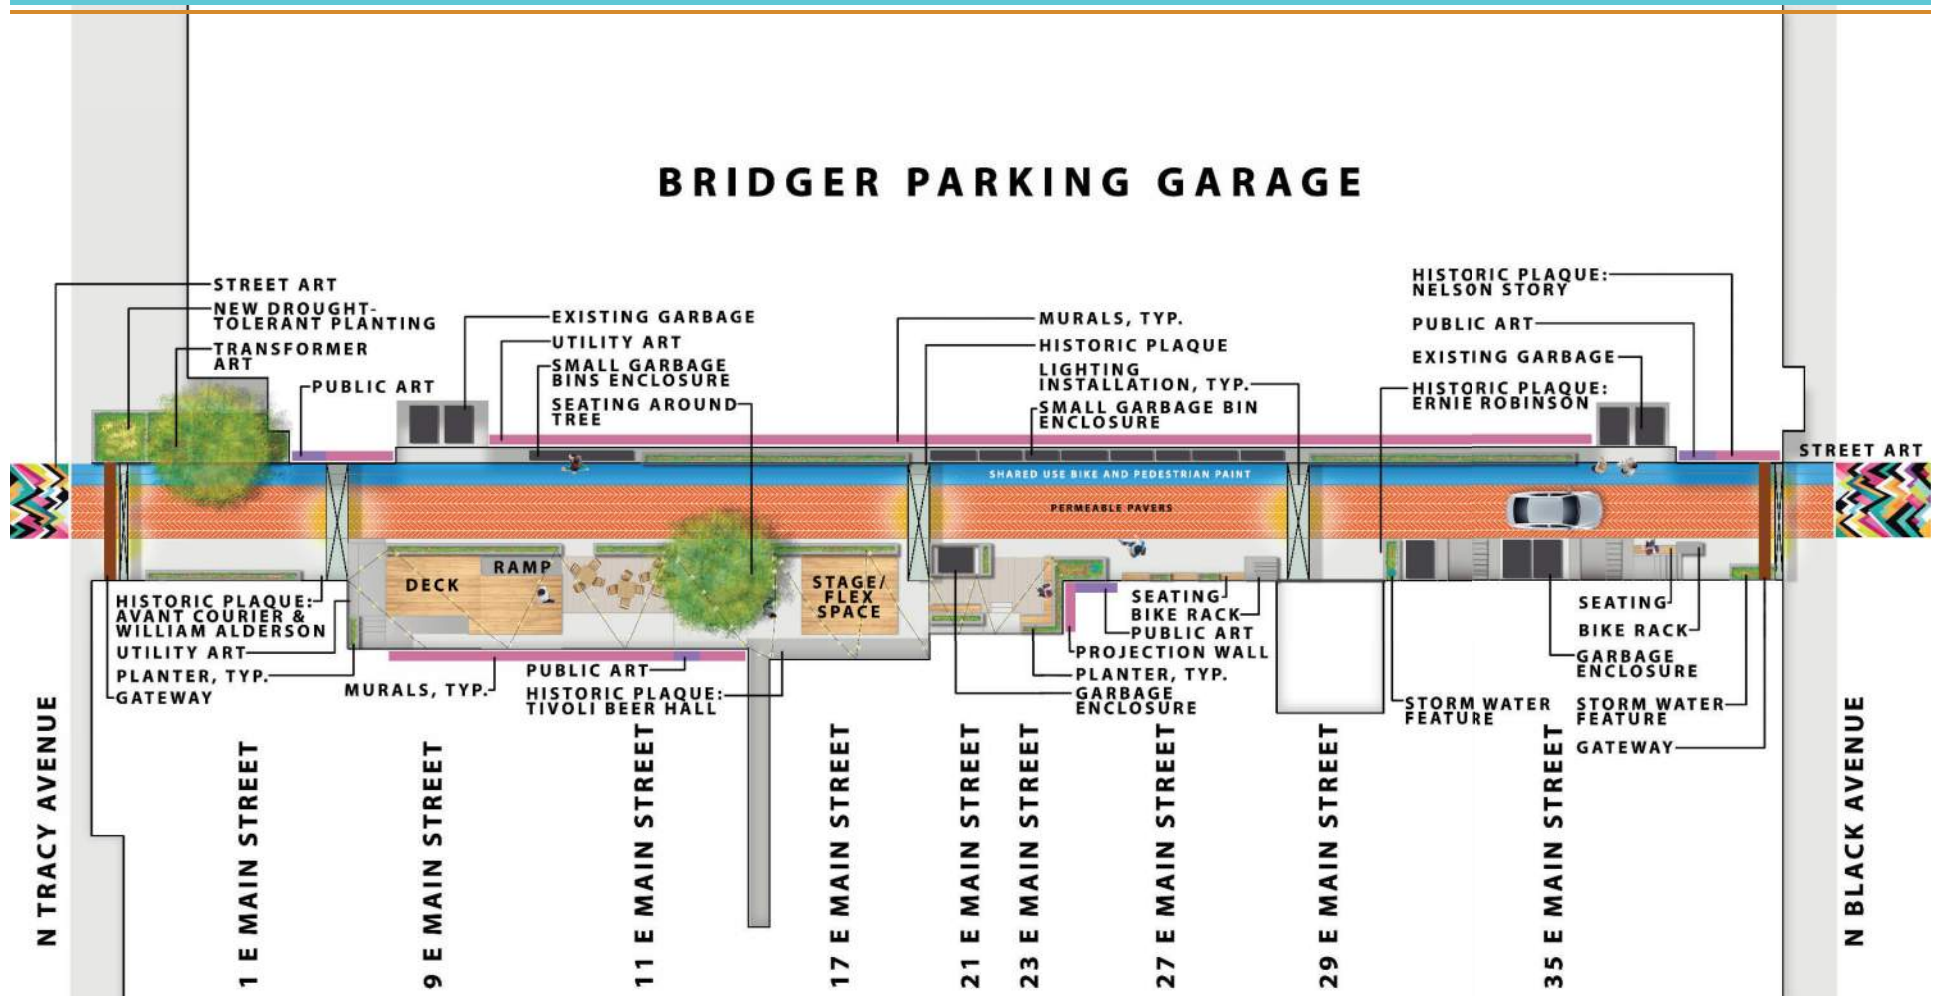 BRIDGER PARKING GARAGE
STREET ART
NEW DROUGHT-
TOLERANT PLANTING
TRANSFORMER
ART
PUBLIC ART
EXISTING GARBAGE
UTILITY ART
SMALL GARBAGE
BINS ENCLOSURE
SEATING AROUND
TREE
MURALS, TYP.
HISTORIC PLAQUE
LIGHTING
INSTALLATION, TYP.
SMALL GARBAGE BIN
ENCLOSURE
HISTORIC PLAQUE:
NELSON STORY
PUBLIC ART
EXISTING GARBAGE
HISTORIC PLAQUE:
ERNIE ROBINSON
STREET ART
SHARED USE BIKE AND PEDESTRIAN PAINT
PERMEABLE PAVERS
DECK
RAMP
STAGE/
FLEX
SPACE
HISTORIC PLAQUE:
AVANT COURIER &
WILLIAM ALDERSON
UTILITY ART
PLANTER, TYP.
GATEWAY
MURALS, TYP.
PUBLIC ART
HISTORIC PLAQUE:
TIVOLI BEER HALL
SEATING
BIKE RACK
PUBLIC ART
PROJECTION WALL
PLANTER, TYP.
GARBAGE
ENCLOSURE
STORM WATER
FEATURE
SEATING
BIKE RACK
GARBAGE
ENCLOSURE
STORM WATER
FEATURE
GATEWAY
N TRACY AVENUE
1 E MAIN STREET
9 E MAIN STREET
11 E MAIN STREET
17 E MAIN STREET
21 E MAIN STREET
23 E MAIN STREET
27 E MAIN STREET
29 E MAIN STREET
35 E MAIN STREET
N BLACK AVENUE